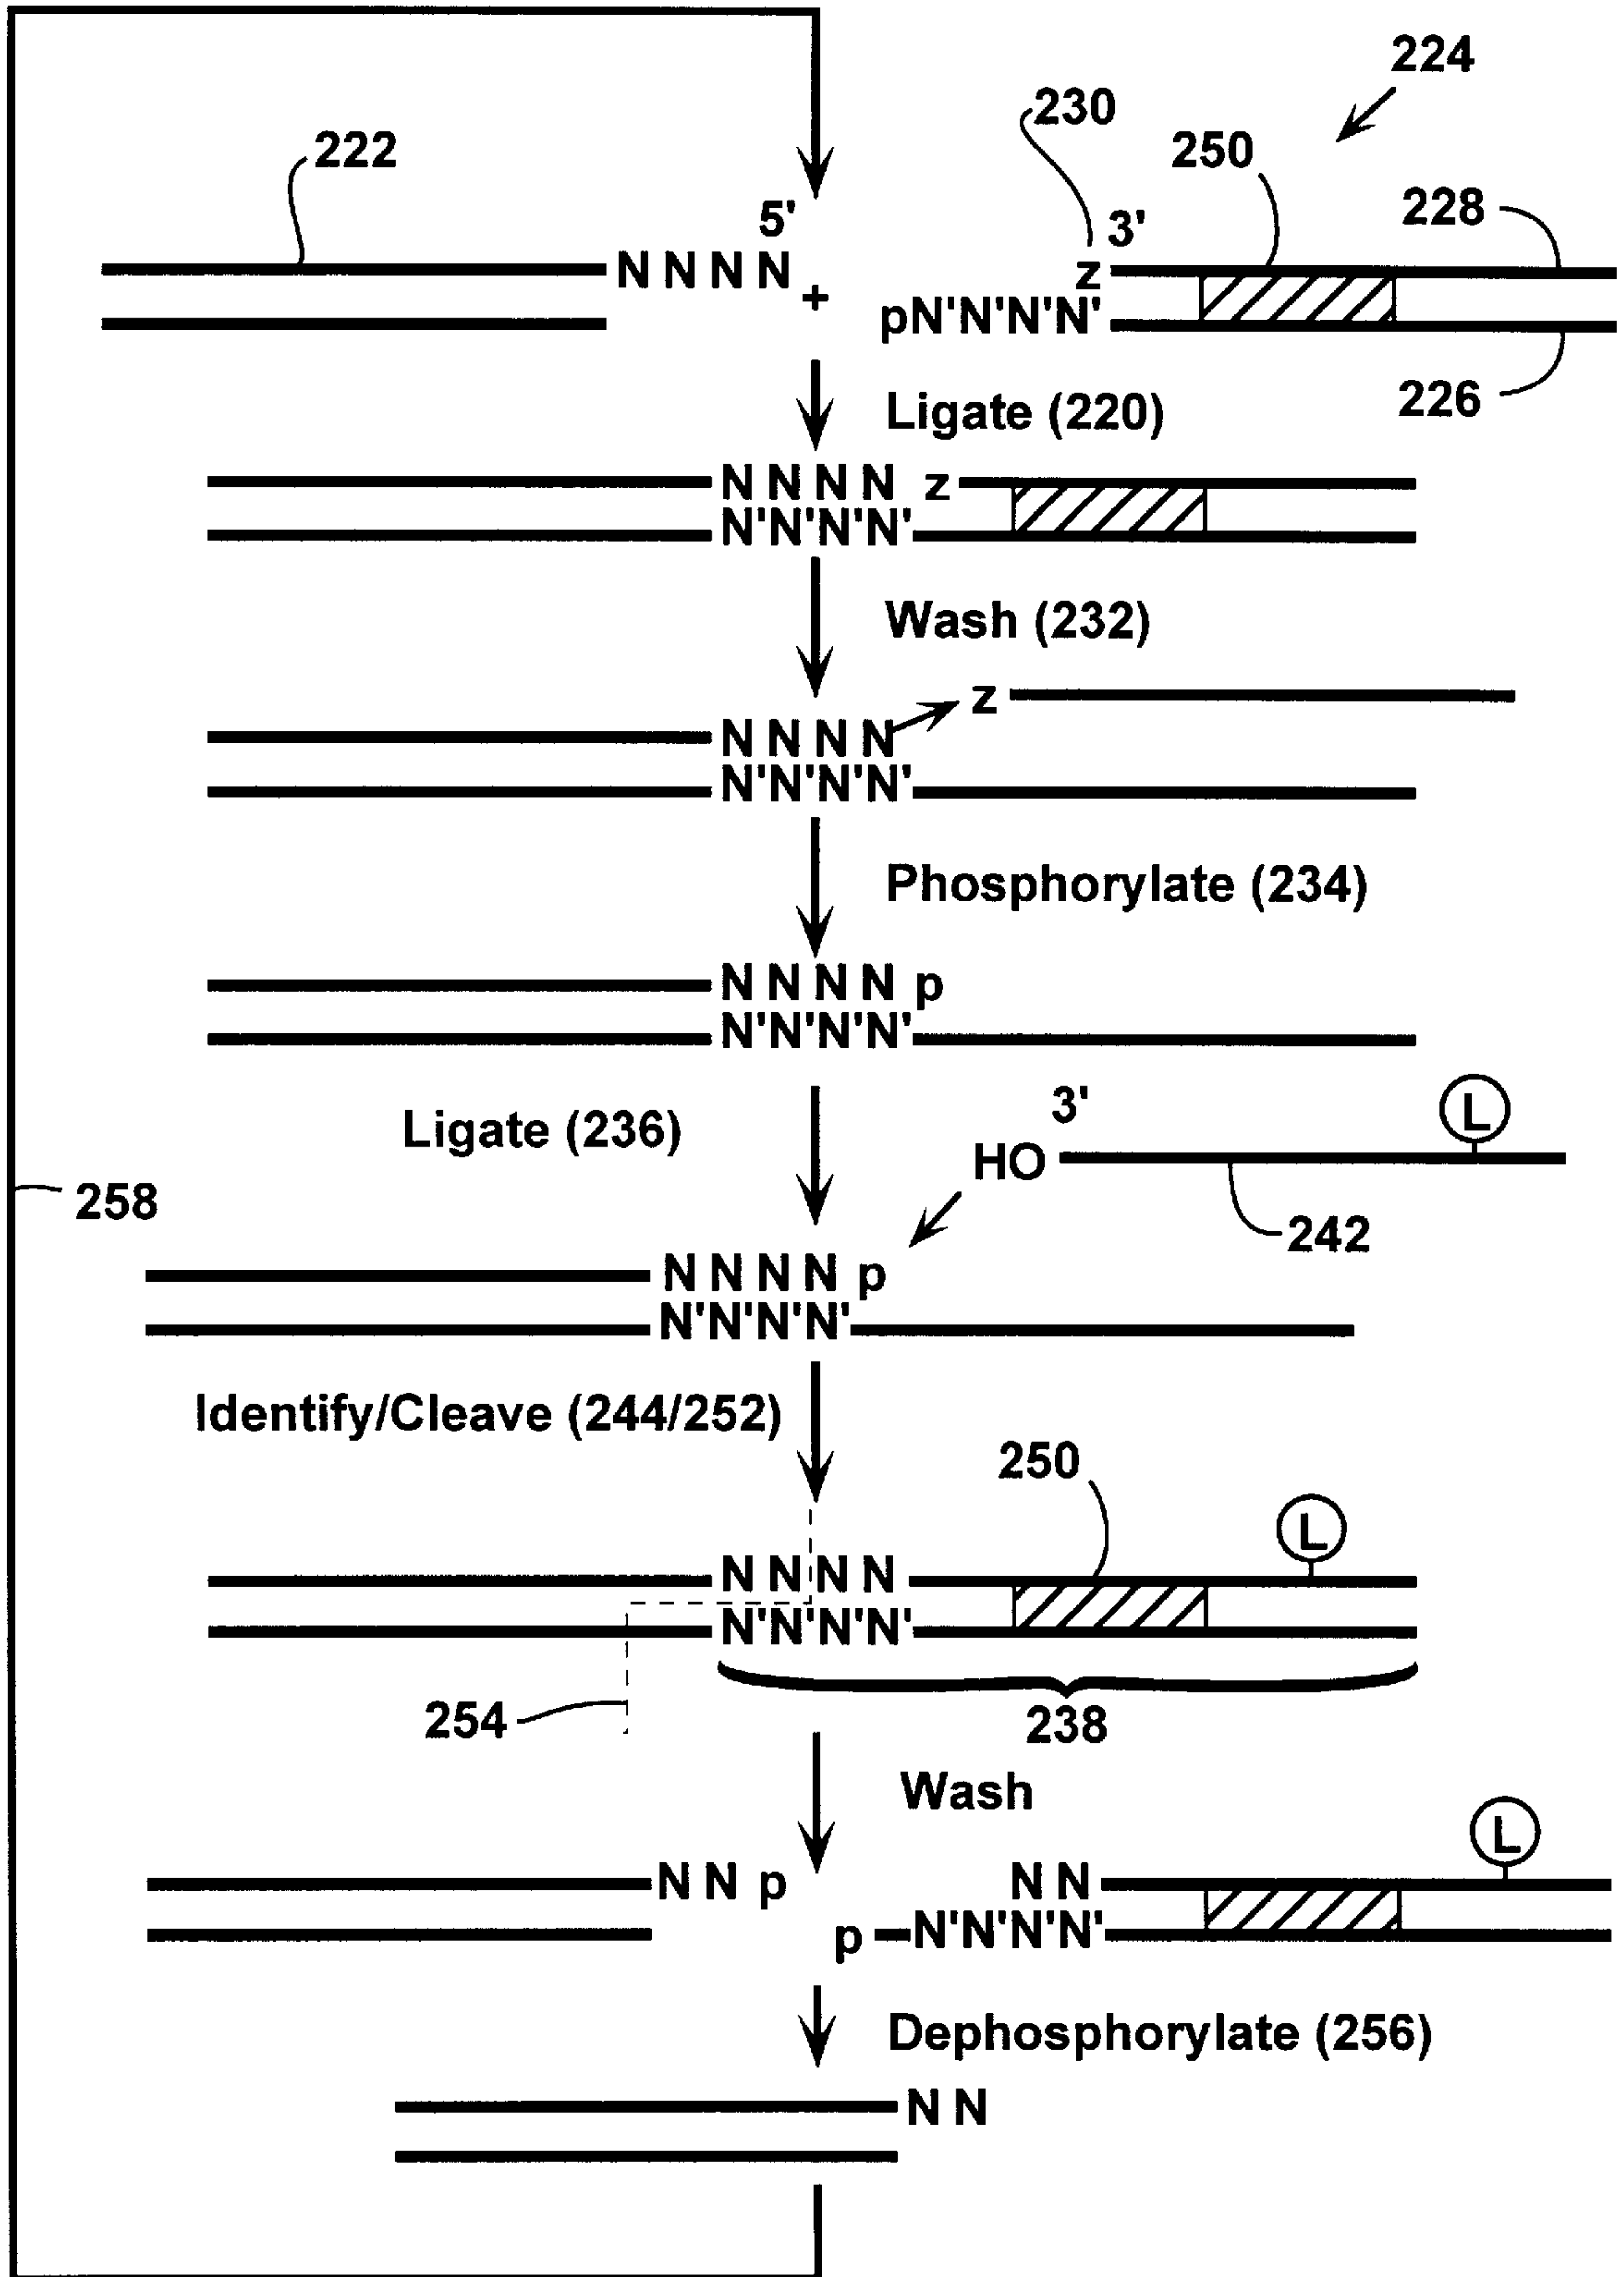 224
230
250
222
228
5'
3'
N N N N
z
+
pN'N'N'N'
226
Ligate (220)
N N N N z
N'N'N'N'
Wash (232)
z
N N N N
N'N'N'N'
Phosphorylate (234)
N N N N p
N'N'N'N'
3'
L
Ligate (236)
HO
258
242
N N N N p
N'N'N'N'
Identify/Cleave (244/252)
250
L
N N N N
N'N'N'N'
254
238
Wash
L
N N p
N N
p N'N'N'N'
Dephosphorylate (256)
N N